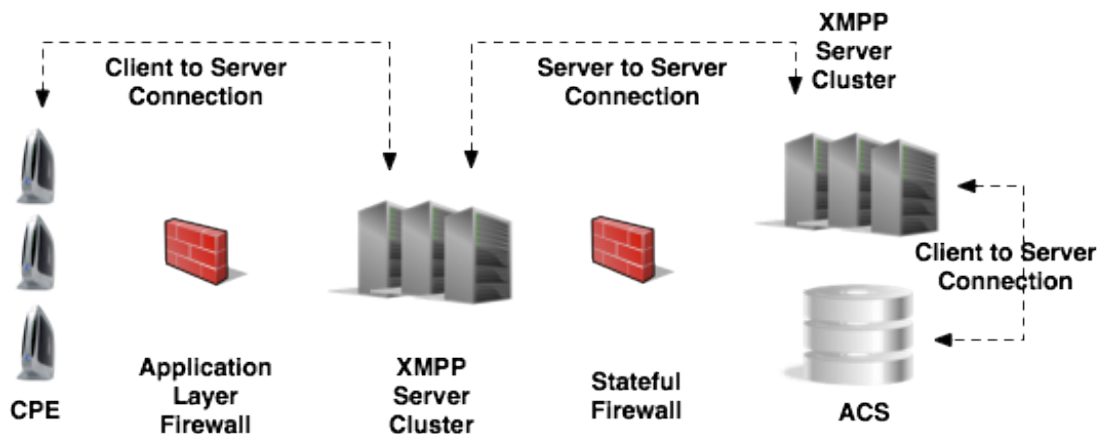 XMPP
Server
Cluster
Client to Server
Connection
Server to Server
Connection
Client to Server
Connection
CPE
Application
Layer
Firewall
XMPP
Server
Cluster
Stateful
Firewall
ACS